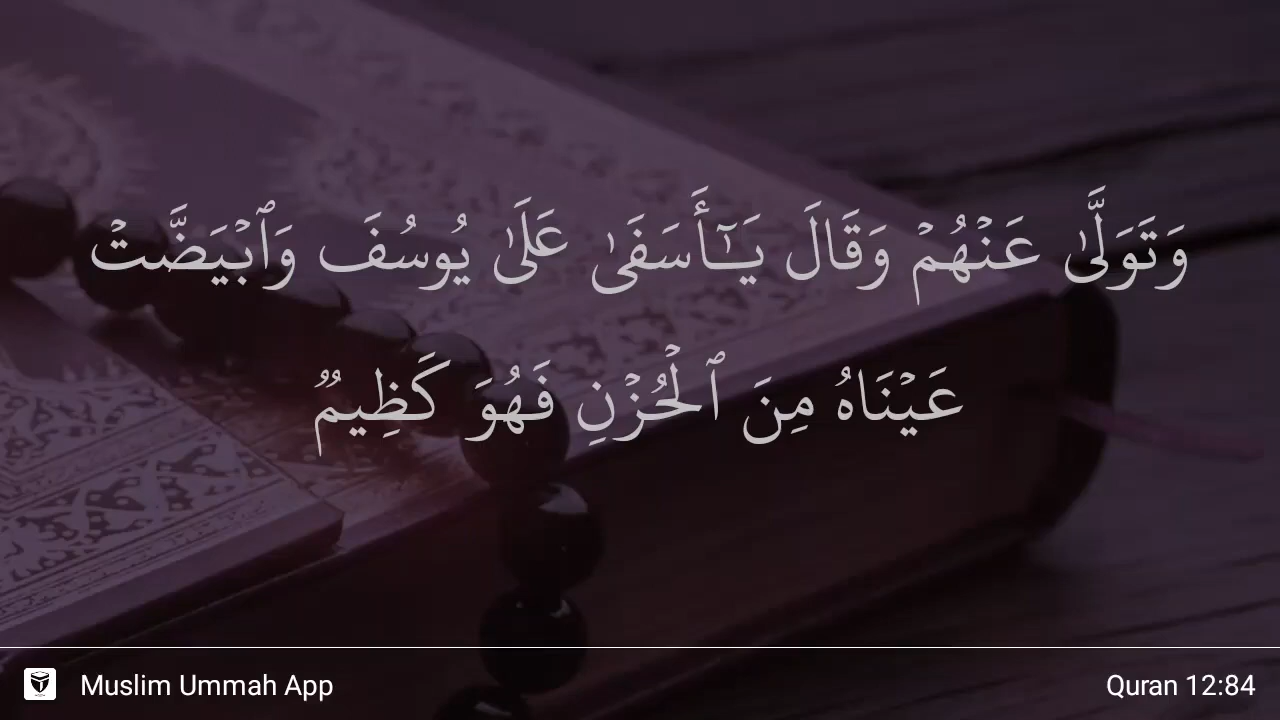 وَتَوَلَّىٰ عَنْهُمْ وَقَالَ يَـٰٓأَسَفَىٰ عَلَىٰ يُوسُفَ وَٱبْيَضَّتْ
عَيْنَاهُ مِنَ ٱلْحُزْنِ فَهُوَ كَظِيمٌ
Muslim Ummah App
Quran 12:84